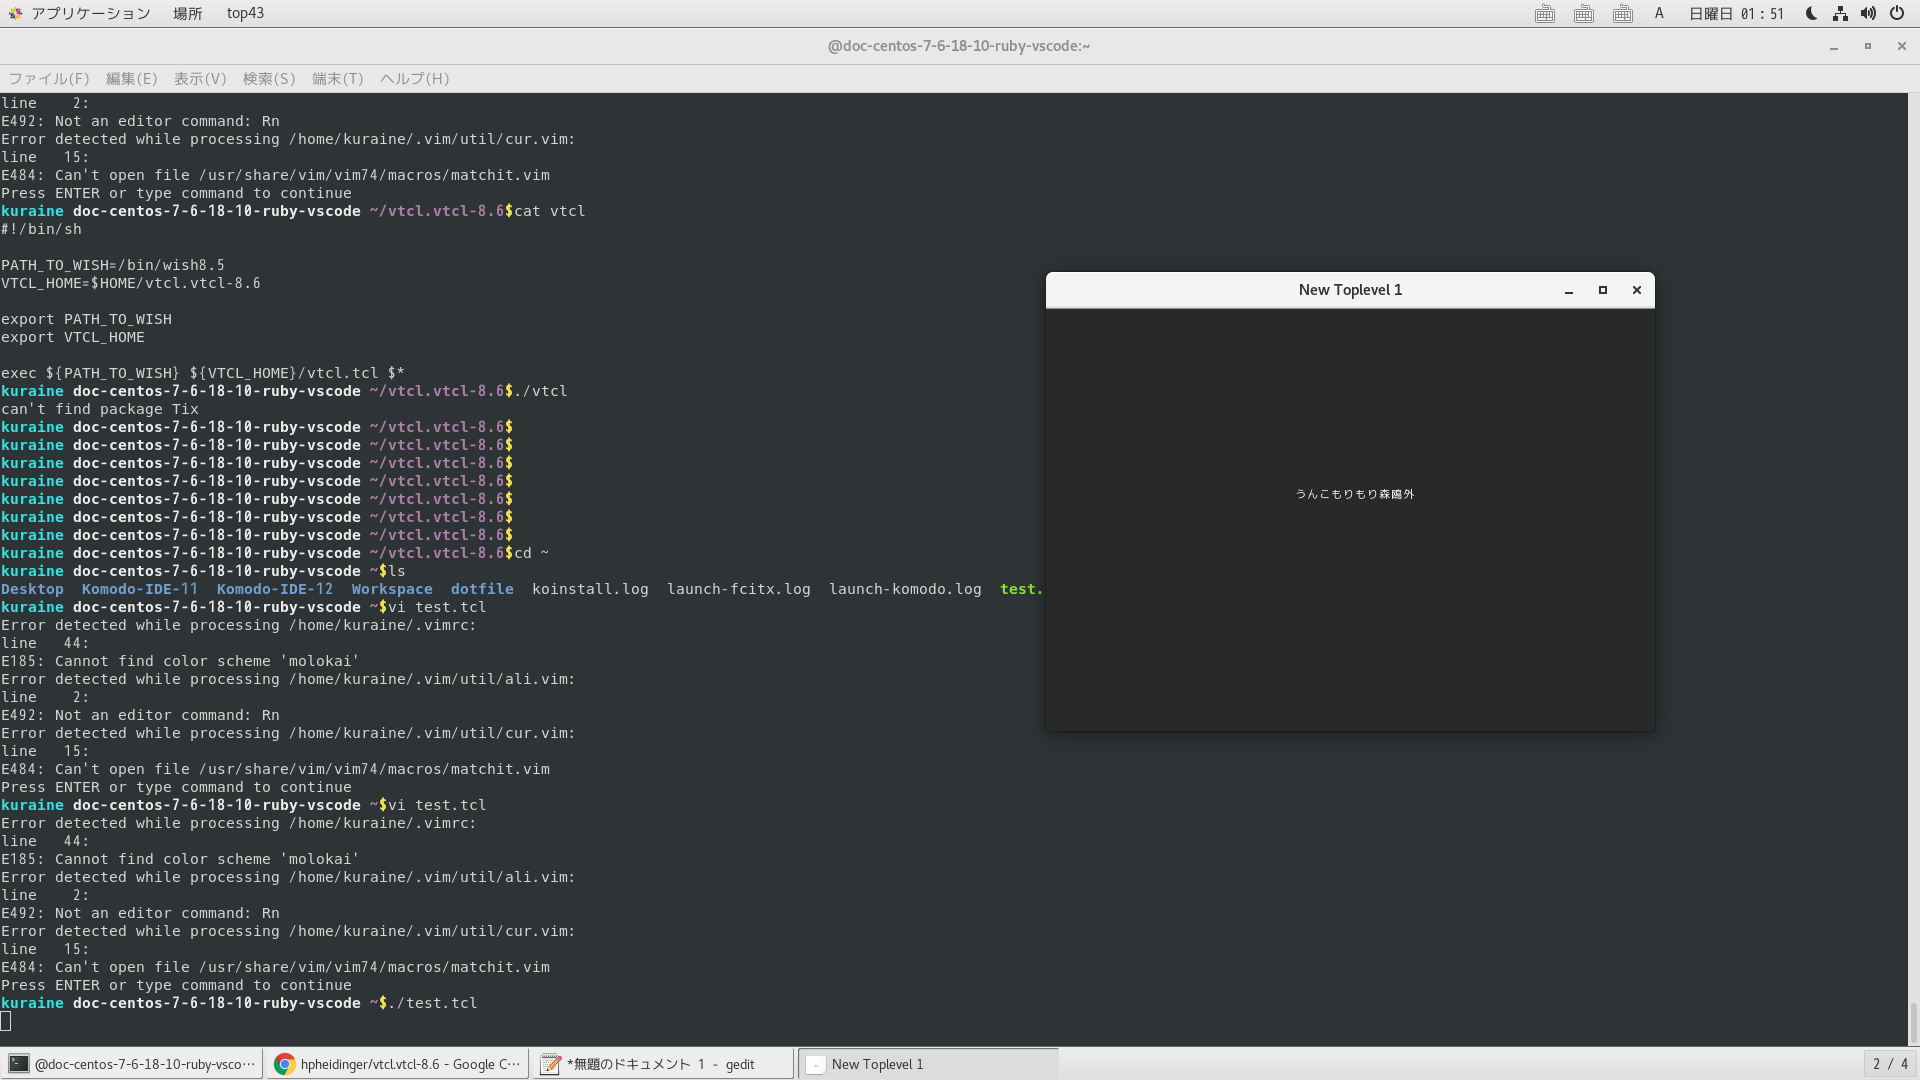 アプリケーション 場所 top43 A 日曜日 01：51
@doc-centos-7-6-18-10-ruby-vscode:~
ファイル(F) 編集(E) 表示(V) 検索(S) 端末(T) ヘルプ(H)
line    2:
E492: Not an editor command: Rn
Error detected while processing /home/kuraine/.vim/util/cur.vim:
line   15:
E484: Can't open file /usr/share/vim/vim74/macros/matchit.vim
Press ENTER or type command to continue
kuraine doc-centos-7-6-18-10-ruby-vscode ~/vtcl.vtcl-8.6$cat vtcl
#!/bin/sh
PATH_TO_WISH=/bin/wish8.5
VTCL_HOME=$HOME/vtcl.vtcl-8.6
export PATH_TO_WISH
export VTCL_HOME
exec ${PATH_TO_WISH} ${VTCL_HOME}/vtcl.tcl $*
kuraine doc-centos-7-6-18-10-ruby-vscode ~/vtcl.vtcl-8.6$./vtcl
can't find package Tix
kuraine doc-centos-7-6-18-10-ruby-vscode ~/vtcl.vtcl-8.6$
kuraine doc-centos-7-6-18-10-ruby-vscode ~/vtcl.vtcl-8.6$
kuraine doc-centos-7-6-18-10-ruby-vscode ~/vtcl.vtcl-8.6$
kuraine doc-centos-7-6-18-10-ruby-vscode ~/vtcl.vtcl-8.6$
kuraine doc-centos-7-6-18-10-ruby-vscode ~/vtcl.vtcl-8.6$
kuraine doc-centos-7-6-18-10-ruby-vscode ~/vtcl.vtcl-8.6$
kuraine doc-centos-7-6-18-10-ruby-vscode ~/vtcl.vtcl-8.6$
kuraine doc-centos-7-6-18-10-ruby-vscode ~/vtcl.vtcl-8.6$cd ~
kuraine doc-centos-7-6-18-10-ruby-vscode ~$ls
Desktop  Komodo-IDE-11  Komodo-IDE-12  Workspace  dotfile  koinstall.log  launch-fcitx.log  launch-komodo.log  test.
kuraine doc-centos-7-6-18-10-ruby-vscode ~$vi test.tcl
Error detected while processing /home/kuraine/.vimrc:
line   44:
E185: Cannot find color scheme 'molokai'
Error detected while processing /home/kuraine/.vim/util/ali.vim:
line    2:
E492: Not an editor command: Rn
Error detected while processing /home/kuraine/.vim/util/cur.vim:
line   15:
E484: Can't open file /usr/share/vim/vim74/macros/matchit.vim
Press ENTER or type command to continue
kuraine doc-centos-7-6-18-10-ruby-vscode ~$vi test.tcl
Error detected while processing /home/kuraine/.vimrc:
line   44:
E185: Cannot find color scheme 'molokai'
Error detected while processing /home/kuraine/.vim/util/ali.vim:
line    2:
E492: Not an editor command: Rn
Error detected while processing /home/kuraine/.vim/util/cur.vim:
line   15:
E484: Can't open file /usr/share/vim/vim74/macros/matchit.vim
Press ENTER or type command to continue
kuraine doc-centos-7-6-18-10-ruby-vscode ~$./test.tcl
New Toplevel 1
うんこもりもり森鴎外
@doc-centos-7-6-18-10-ruby-vsco… hpheidinger/vtcl.vtcl-8.6 - Google C… *無題のドキュメント 1 - gedit New Toplevel 1 2 / 4